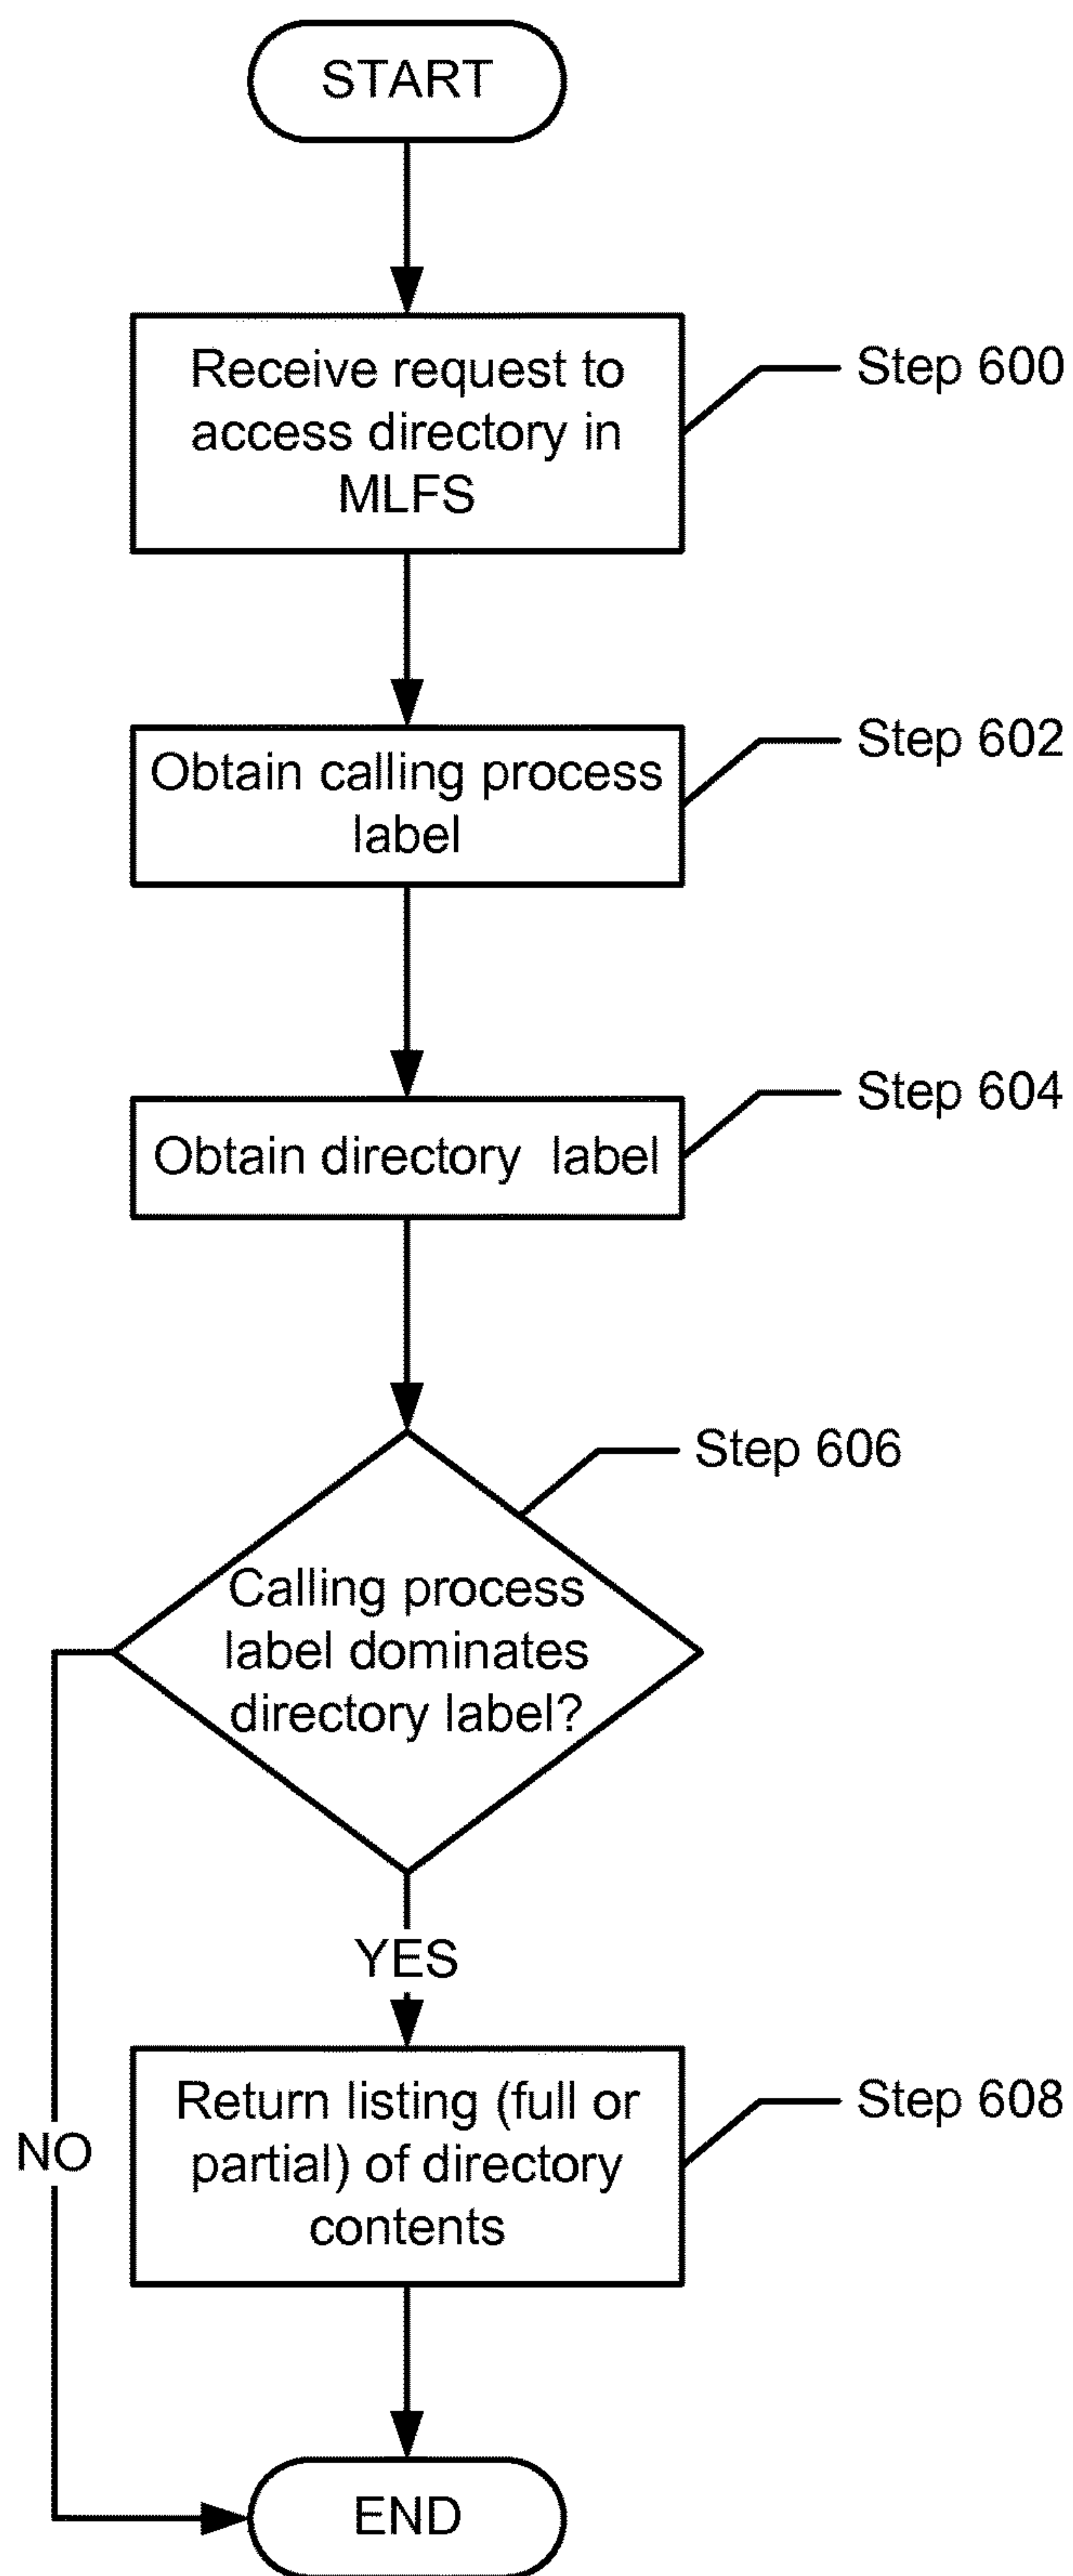 START
Receive request to
access directory in
MLFS
Step 600
Obtain calling process
label
Step 602
Obtain directory label
Step 604
Step 606
Calling process
label dominates
directory label?
YES
NO
Return listing (full or
partial) of directory
contents
Step 608
END